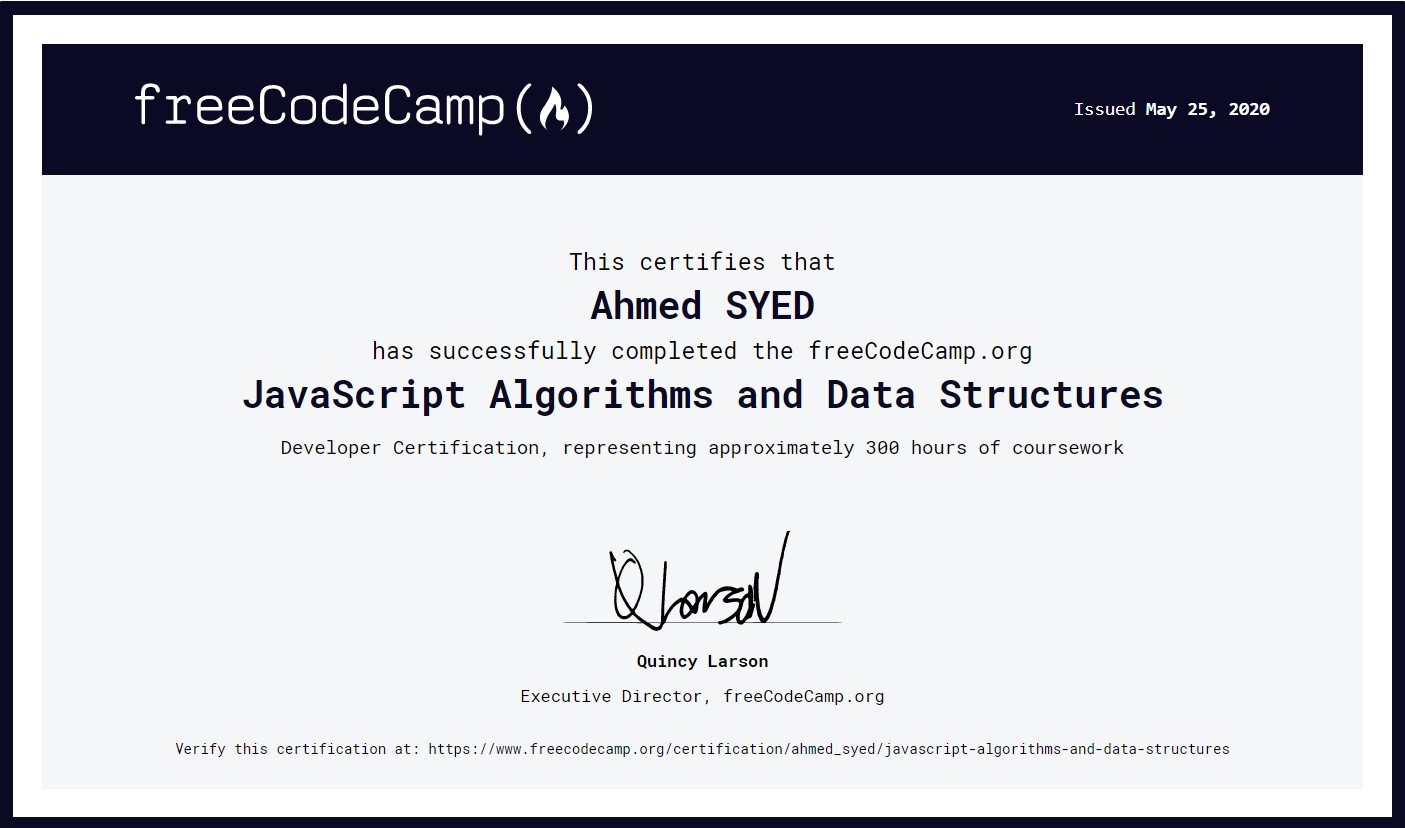 freeCodeCamp(🔥)
Issued May 25, 2020
This certifies that
Ahmed SYED
has successfully completed the freeCodeCamp.org
JavaScript Algorithms and Data Structures
Developer Certification, representing approximately 300 hours of coursework
Q Larson
Quincy Larson
Executive Director, freeCodeCamp.org
Verify this certification at: https://www.freecodecamp.org/certification/ahmed_syed/javascript-algorithms-and-data-structures